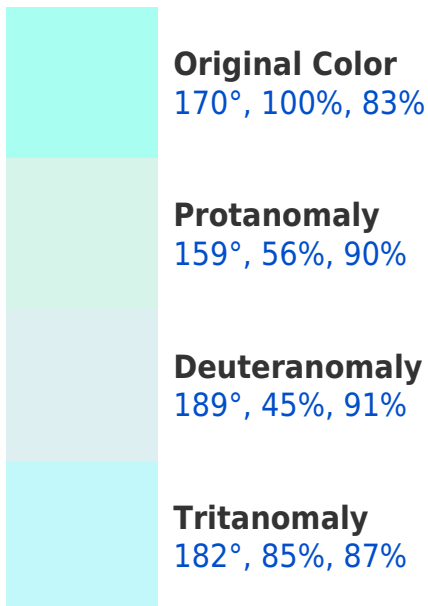 Original Color
170°, 100%, 83%
Protanomaly
159°, 56%, 90%
Deuteranomaly
189°, 45%, 91%
Tritanomaly
182°, 85%, 87%